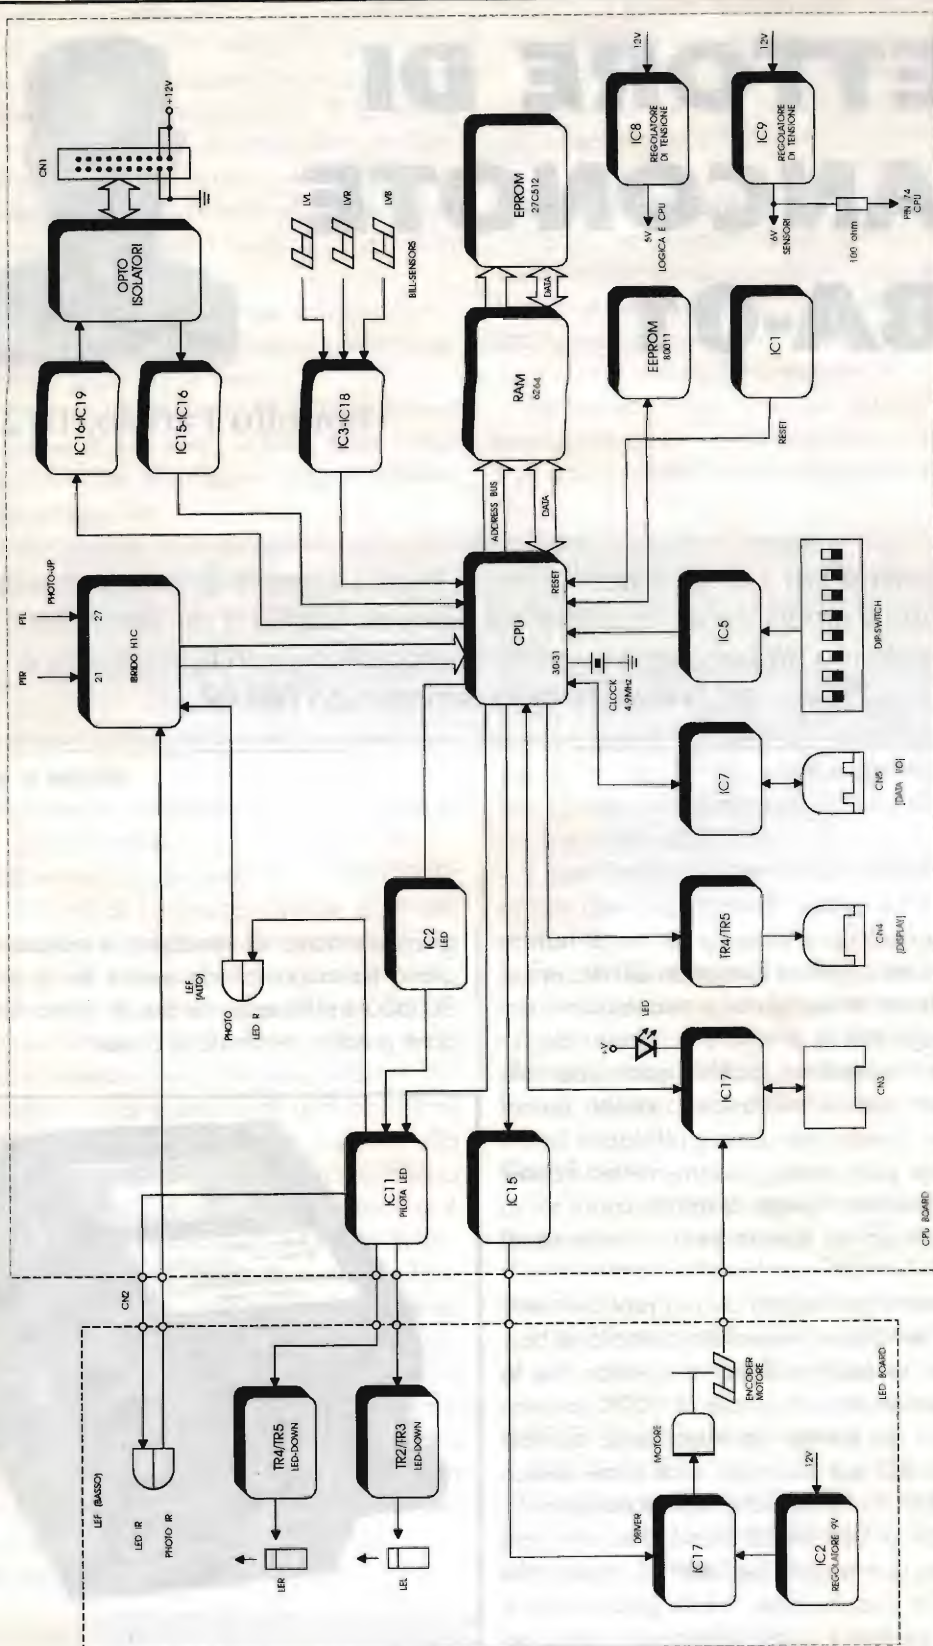 CN1
+12V
OPTO
ISOLATORI
IC16-IC19
IC15-IC16
LVL
LVR
LVB
BILL-SENSORS
IC3-IC18
EPROM
27C512
DATA
RAM
6264
ADDRESS BUS
DATA
12V
IC8
REGOLATORE
DI TENSIONE
5V
LOGICA E CPU
12V
IC9
REGOLATORE
DI TENSIONE
6V
SENSORI
100 ohm
PIN 74
CPU
EEPROM
80011
IC1
RESET
PTL
PTR
PHOTO-UP
27
21
IBRIDO H1C
CPU
RESET
30-31
CLOCK
4.9MHz
IC5
DIP-SWITCH
IC7
CN5
[DATA I/O]
TR4/TR5
CN4
[DISPLAY]
+V
LED
IC17
CN3
IC2
LED
LEF
(ALTO)
PHOTO
LED IR
IC11
PILOTA LED
IC15
CPU BOARD
CN2
LEF (BASSO)
LED IR
PHOTO IR
TR4/TR5
LED-DOWN
LER
TR2/TR3
LED-DOWN
LEL
MOTORE
ENCODER
MOTORE
DRIVER
IC17
12V
IC2
REGOLATORE 9V
LED BOARD